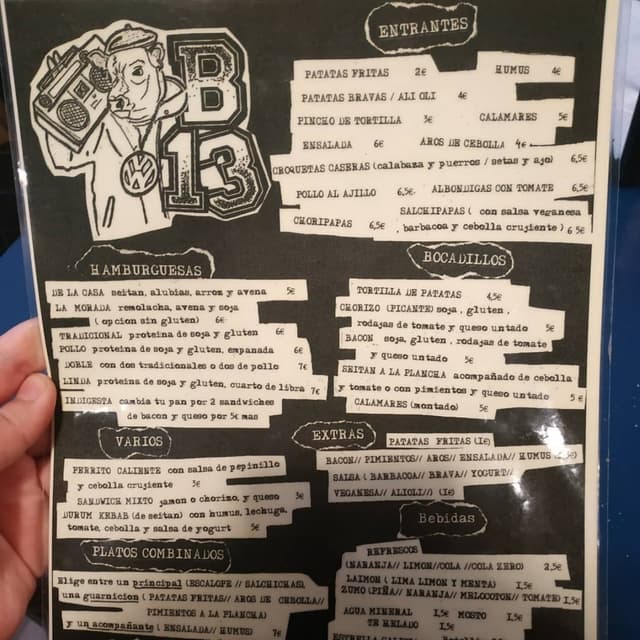 B
13
VW
ENTRANTES
PATATAS FRITAS 2€ HUMUS 4€
PATATAS BRAVAS / ALI OLI 4€
PINCHO DE TORTILLA 3€ CALAMARES 5€
ENSALADA 6€ AROS DE CEBOLLA 4€
CROQUETAS CASERAS (calabaza y puerros / setas y ajo) 6,5€
POLLO AL AJILLO 6,5€ ALBONDIGAS CON TOMATE 6,5€
CHORIPAPAS 6,5€ SALCHIPAPAS ( con salsa veganesa
barbacoa y cebolla crujiente ) 6 5€
HAMBURGUESAS
DE LA CASA seitan, alubias, arroz y avena 5€
LA MORADA remolacha, avena y soja
( opcion sin gluten) 6€
TRADICIONAL proteina de soja y gluten 6€
POLLO proteina de soja y gluten, empanada 6€
DOBLE con dos tradicionales o dos de pollo 7€
LINDA proteina de soja y gluten, cuarto de libra 7€
INDIGESTA cambia tu pan por 2 sandwiches
de bacon y queso por 5€ mas
BOCADILLOS
TORTILLA DE PATATAS 4,5€
CHORIZO (PICANTE) soja, gluten,
rodajas de tomate y queso untado 5€
BACON soja, gluten, rodajas de tomate
y queso untado 5€
SEITAN A LA PLANCHA acompañado de cebolla
y tomate o con pimientos y queso untado 5€
CALAMARES (montado) 5€
VARIOS
PERRITO CALIENTE con salsa de pepinillo
y cebolla crujiente 3€
SANDWICH MIXTO jamon o chorizo, y queso 3€
DURUM KEBAB (de seitan) con humus, lechuga,
tomate, cebolla y salsa de yogurt 5€
EXTRAS PATATAS FRITAS (1€)
BACON// PIMIENTOS// AROS// ENSALADA// HUMUS
SALSA ( BARBACOA// BRAVA// YOGURT//
VEGANESA// ALIOLI// ) (1€)
PLATOS COMBINADOS
Elige entre un principal (ESCALOPE // SALCHICHAS),
una guarnicion ( PATATAS FRITAS// AROS DE CEBOLLA//
PIMIENTOS A LA PLANCHA)
y un acompañante ( ENSALADA// HUMUS) 7€
Bebidas
REFRESCOS
(NARANJA// LIMON//COLA //COLA ZERO) 2,5€
LAIMON ( LIMA LIMON Y MENTA) 1,5€
ZUMO (PIÑA// NARANJA// MELOCOTON// TOMATE) 1,5€
AGUA MINERAL 1,5€ MOSTO 1,5€
TE HELADO 1,5€